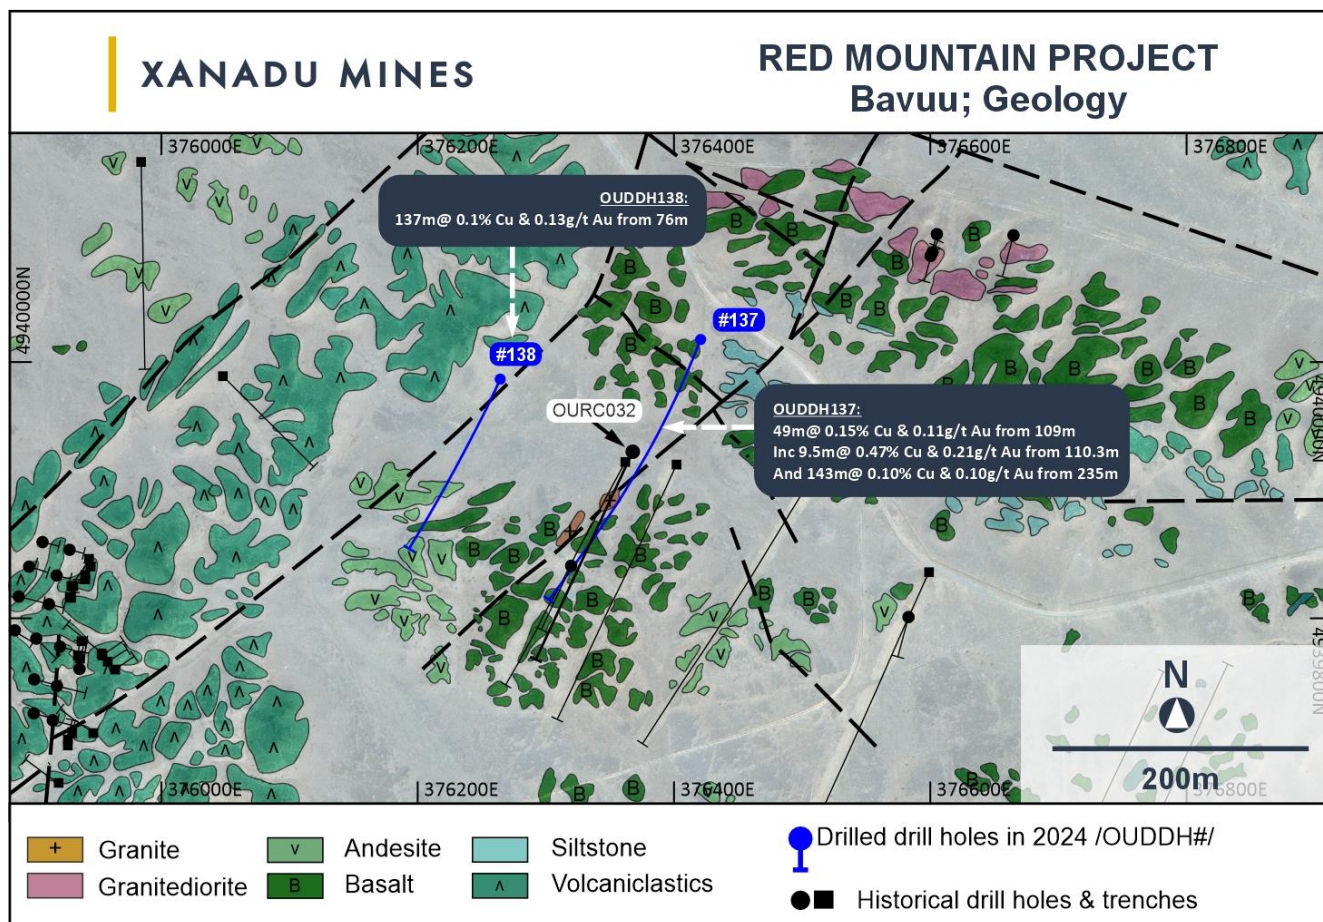 XANADU MINES
RED MOUNTAIN PROJECT
Bavuu; Geology
376000E
376200E
376400E
376600E
376800E
OUDDH138:
137m@ 0.1% Cu & 0.13g/t Au from 76m
4940000N
#137
#138
OURC032
OUDDH137:
49m@ 0.15% Cu & 0.11g/t Au from 109m
Inc 9.5m@ 0.47% Cu & 0.21g/t Au from 110.3m
And 143m@ 0.10% Cu & 0.10g/t Au from 235m
4940000N
4939800N
N
200m
376000E
376200E
376400E
376600E
376800E
+ Granite
v Andesite
Siltstone
Drilled drill holes in 2024 /OUDDH#/
Granitediorite
B Basalt
^ Volcaniclastics
Historical drill holes & trenches